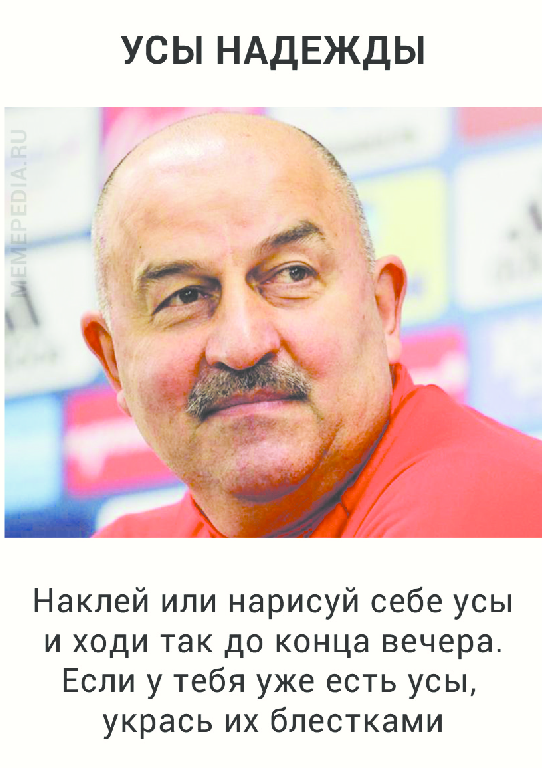 УСЫ НАДЕЖДЫ
MEMEPEDIA.RU
Наклей или нарисуй себе усы
и ходи так до конца вечера.
Если у тебя уже есть усы,
укрась их блестками